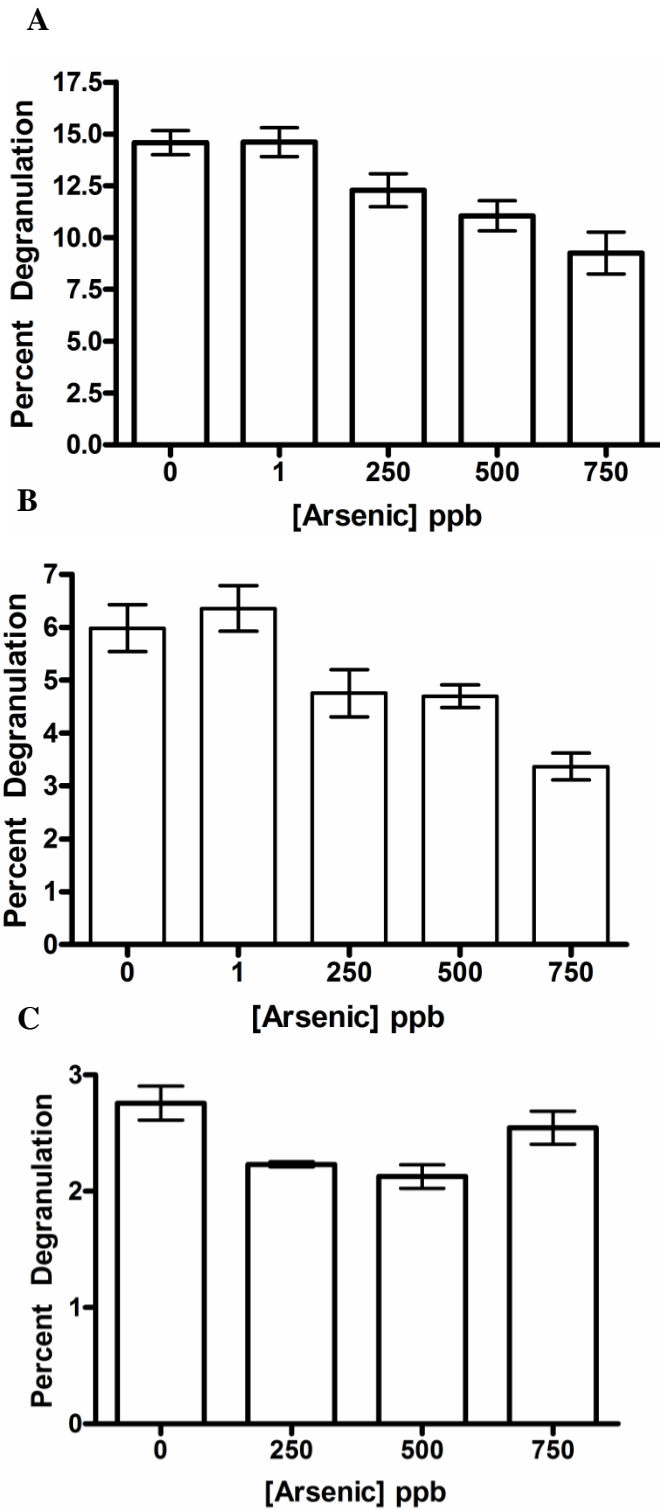 A
Percent Degranulation
17.5
15.0
12.5
10.0
7.5
5.0
2.5
0.0
0 1 250 500 750
[Arsenic] ppb
B
Percent Degranulation
7
6
5
4
3
2
1
0
0 1 250 500 750
[Arsenic] ppb
C
Percent Degranulation
3
2
1
0
0 250 500 750
[Arsenic] ppb